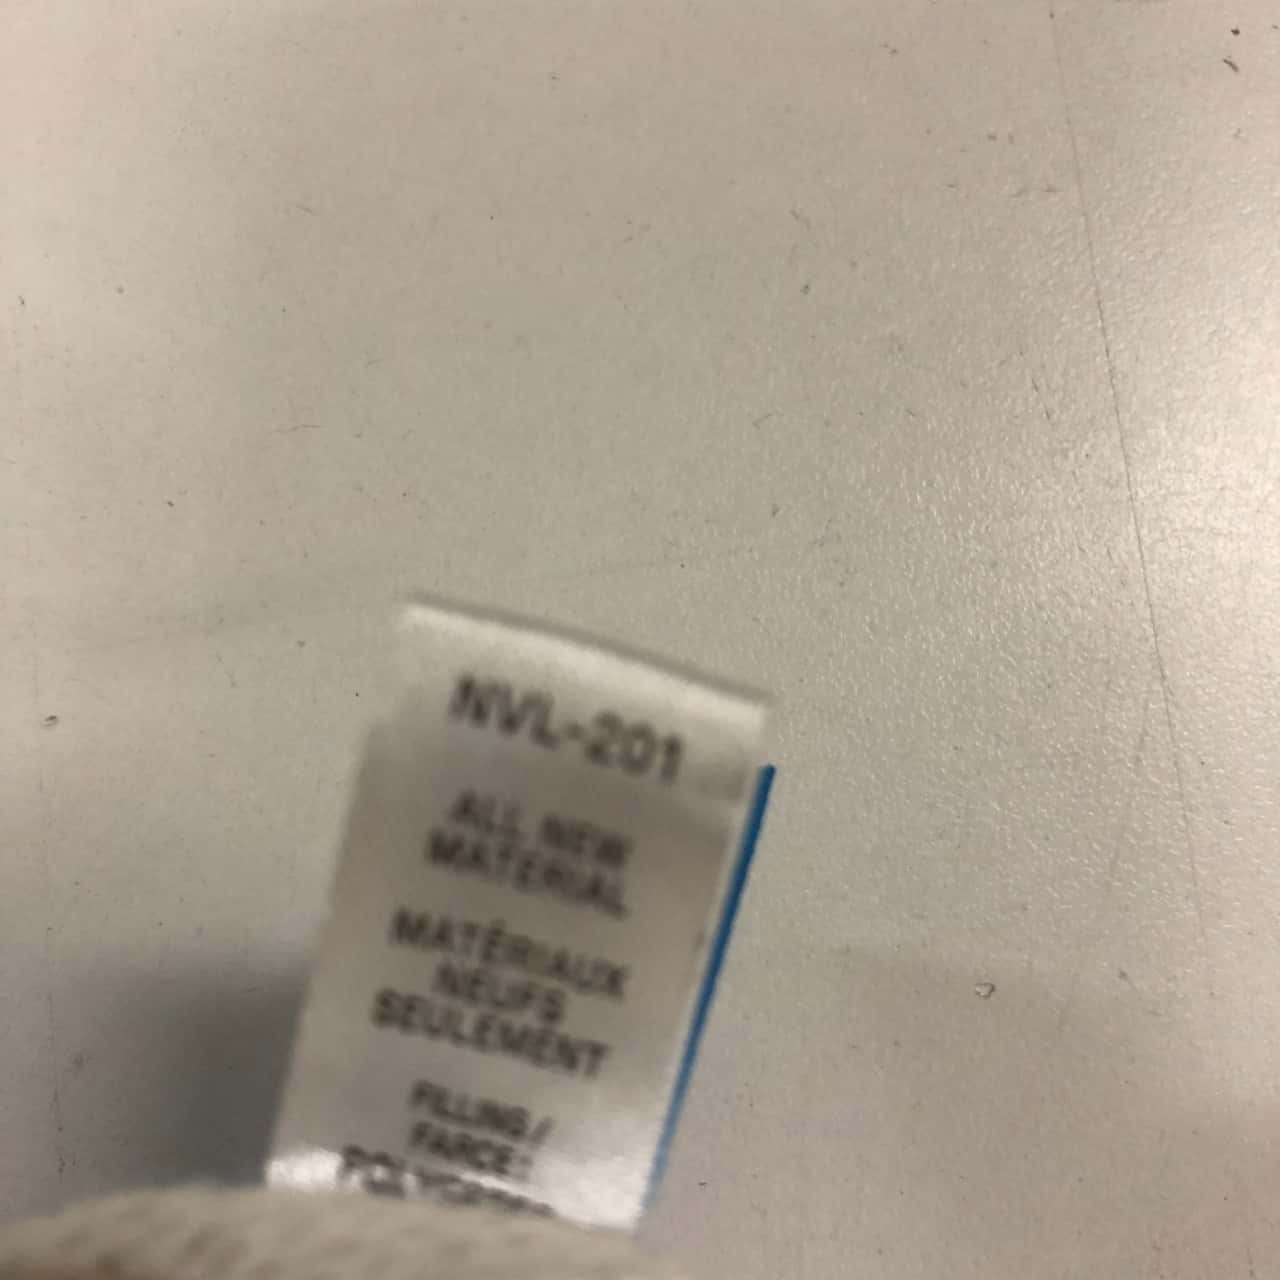 NVL-201
ALL NEW
MATERIAL
MATÉRIAUX
NEUFS
SEULEMENT
FILLING /
FARCE: